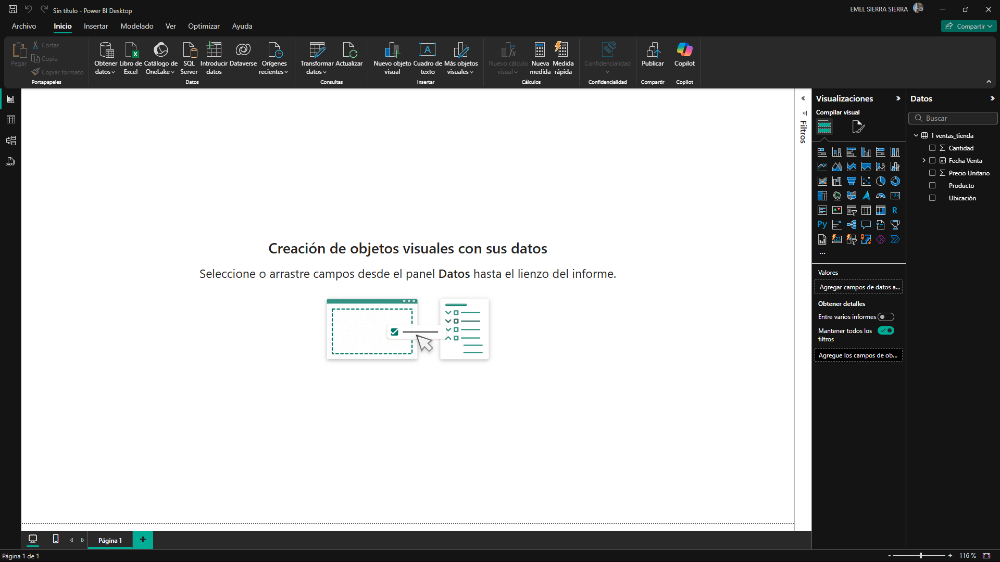 Sin título - Power BI Desktop
EMEL SIERRA SIERRA
Archivo Inicio Insertar Modelado Ver Optimizar Ayuda
Compartir
Pegar
Cortar
Copia
Copiar formato
Portapapeles
Obtener datos
Libro de Excel
Catálogo de OneLake
SQL Server
Introducir datos
Dataverse
Orígenes recientes
Datos
Transformar datos
Actualizar
Consultas
Nuevo objeto visual
Cuadro de texto
Más objetos visuales
Insertar
Nuevo cálculo visual
Nueva medida
Medida rápida
Cálculos
Confidencialidad
Confidencialidad
Publicar
Compartir
Copilot
Copilot
DAX
Creación de objetos visuales con sus datos
Seleccione o arrastre campos desde el panel Datos hasta el lienzo del informe.
Filtros
Visualizaciones
Compilar visual
123
R
Py
123
...
Valores
Agregar campos de datos a...
Obtener detalles
Entre varios informes
Mantener todos los
filtros
Agregue los campos de ob...
Datos
Buscar
1 ventas_tienda
Cantidad
Fecha Venta
Precio Unitario
Producto
Ubicación
Página 1
Página 1 de 1
- + 116 %